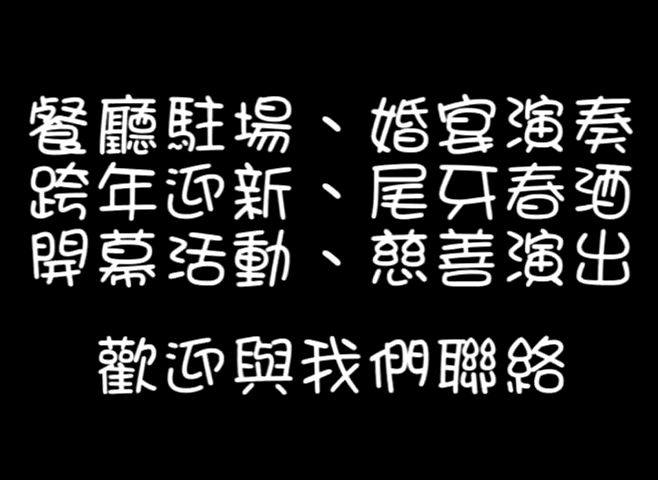 餐廳駐場、婚宴演奏
跨年迎新、尾牙春酒
開幕活動、慈善演出
歡迎與我們聯絡